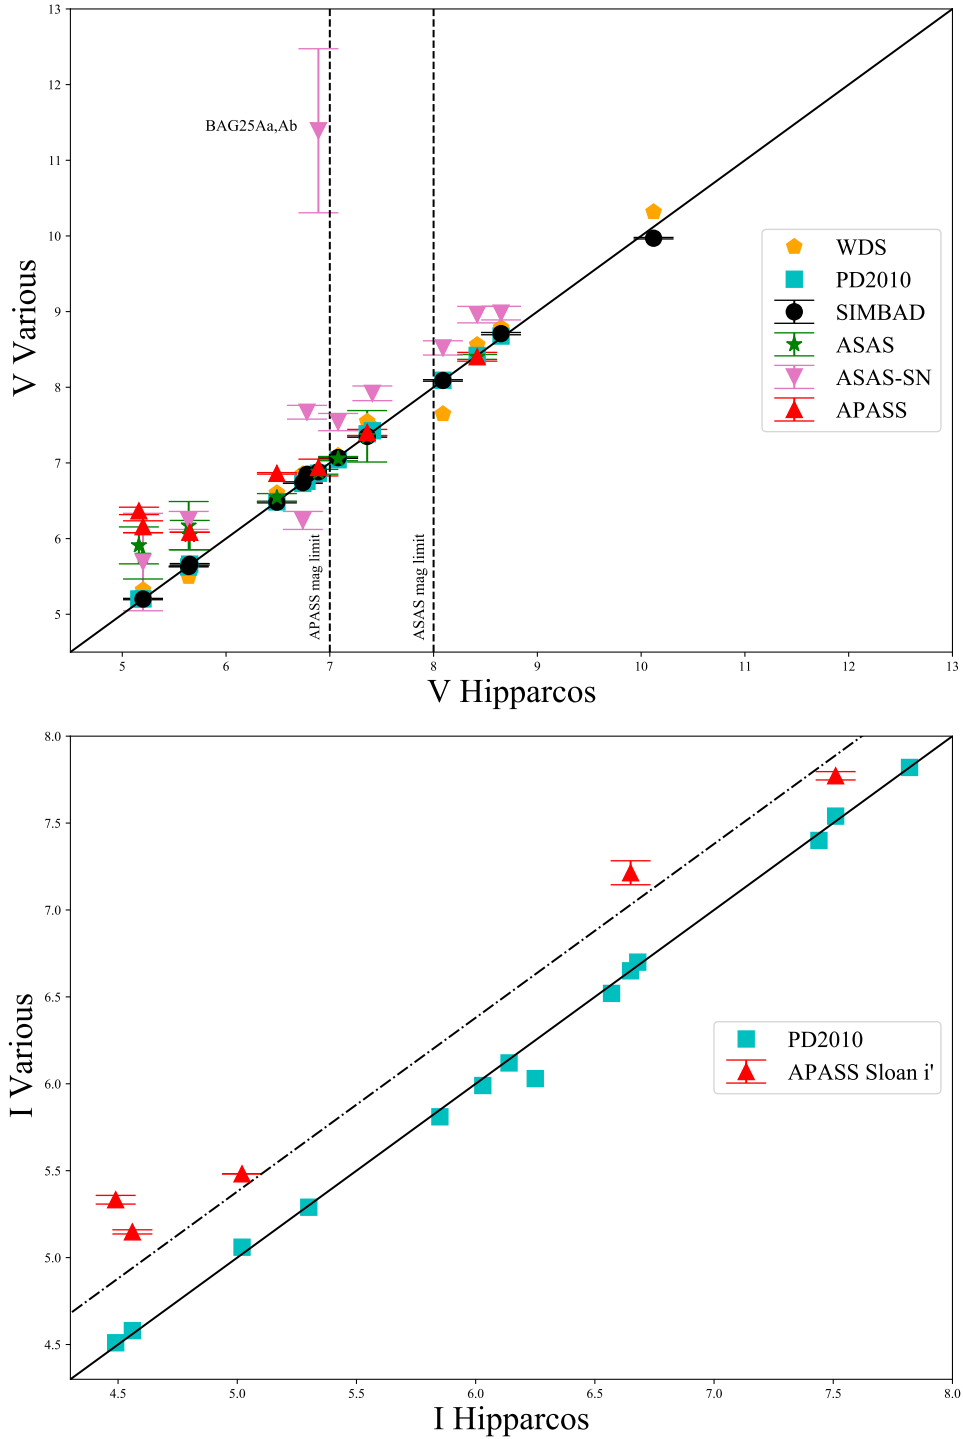 13
12
11
10
9
8
7
6
5
V Various
BAG25Aa,Ab
WDS
PD2010
SIMBAD
ASAS
ASAS-SN
APASS
APASS mag limit
ASAS mag limit
5
6
7
8
9
10
11
12
13
V Hipparcos
8.0
7.5
7.0
6.5
6.0
5.5
5.0
4.5
I Various
PD2010
APASS Sloan i'
4.5
5.0
5.5
6.0
6.5
7.0
7.5
8.0
I Hipparcos